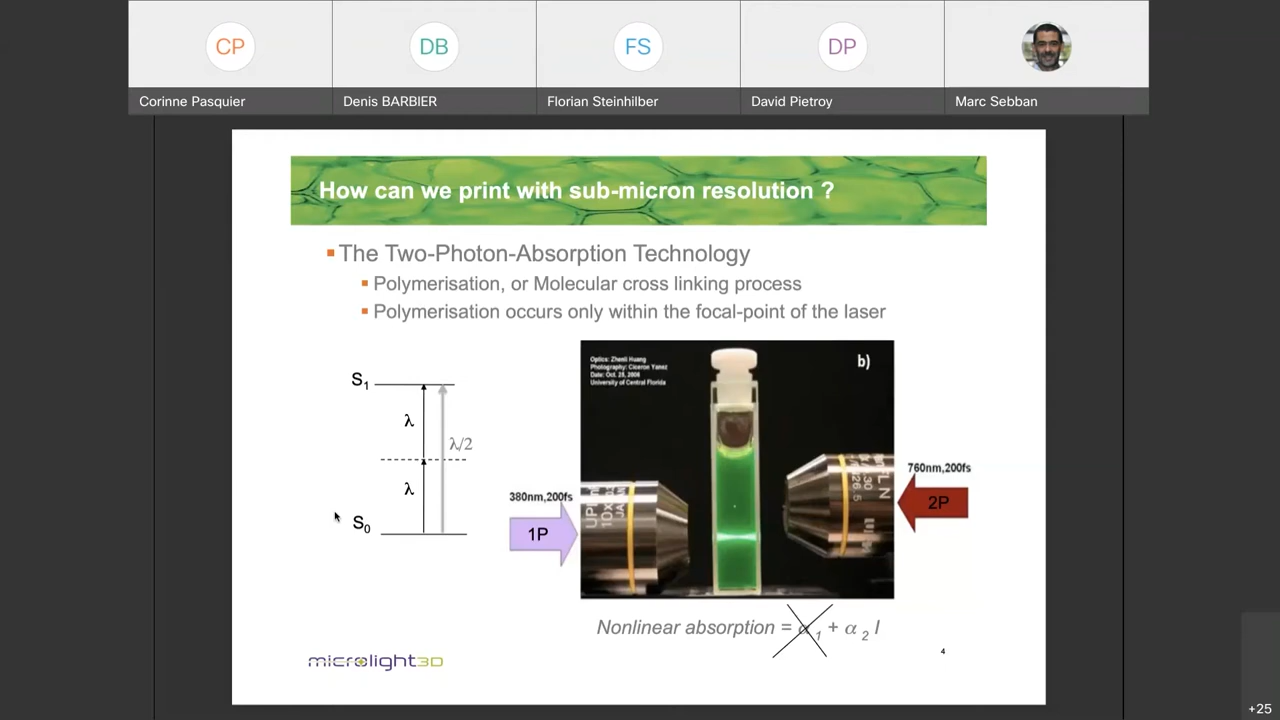 CP
DB
FS
DP
Corinne Pasquier
Denis BARBIER
Florian Steinhilber
David Pietroy
Marc Sebban
How can we print with sub-micron resolution ?
The Two-Photon-Absorption Technology
Polymerisation, or Molecular cross linking process
Polymerisation occurs only within the focal-point of the laser
Optics: Zhenli Huang
Photography: Ciceron Yanez
Date: Oct. 25, 2006
University of Central Florida
b)
S1
λ
λ/2
λ
S0
380nm,200fs
1P
760nm,200fs
2P
Nonlinear absorption = α1 + α2 I
microlight3D
4
+25